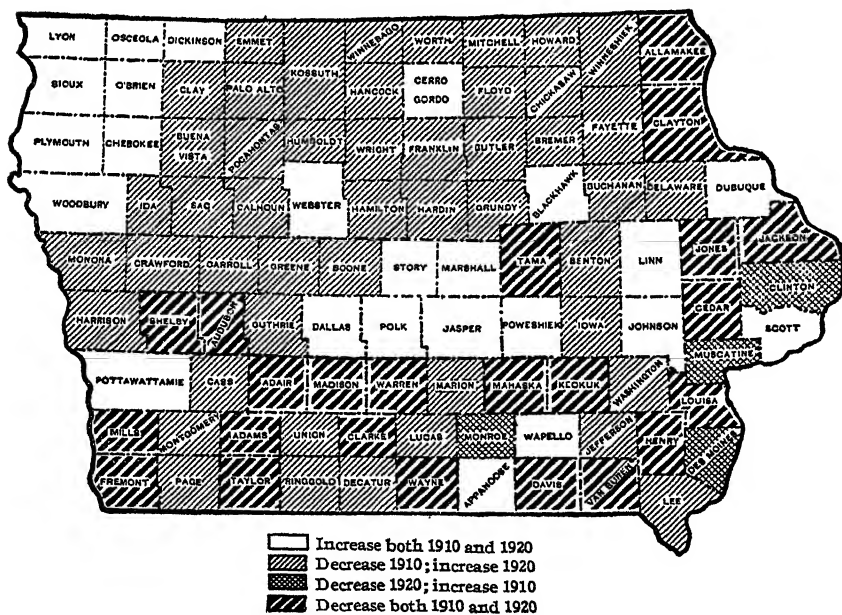 LYON OSCEOLA DICKINSON EMMET WINNEBAGO WORTH MITCHELL HOWARD WINNESHIEK ALLAMAKEE
SIOUX O'BRIEN CLAY PALO ALTO KOSSUTH HANCOCK CERRO GORDO FLOYD CHICKASAW
PLYMOUTH CHEROKEE BUENA VISTA POCAHONTAS HUMBOLDT WRIGHT FRANKLIN BUTLER BREMER FAYETTE CLAYTON
WOODBURY IDA SAC CALHOUN WEBSTER HAMILTON HARDIN GRUNDY BLACKHAWK BUCHANAN DELAWARE DUBUQUE
MONONA CRAWFORD CARROLL GREENE BOONE STORY MARSHALL TAMA BENTON LINN JONES JACKSON
CLINTON
HARRISON SHELBY AUDUBON GUTHRIE DALLAS POLK JASPER POWESHIEK IOWA JOHNSON CEDAR SCOTT
MUSCATINE
POTTAWATTAMIE CASS ADAIR MADISON WARREN MARION MAHASKA KEOKUK WASHINGTON LOUISA
MILLS MONTGOMERY ADAMS UNION CLARKE LUCAS MONROE WAPELLO JEFFERSON HENRY DES MOINES
FREMONT PAGE TAYLOR RINGGOLD DECATUR WAYNE APPANOOSE DAVIS VAN BUREN LEE
Increase both 1910 and 1920
Decrease 1910; increase 1920
Decrease 1920; increase 1910
Decrease both 1910 and 1920